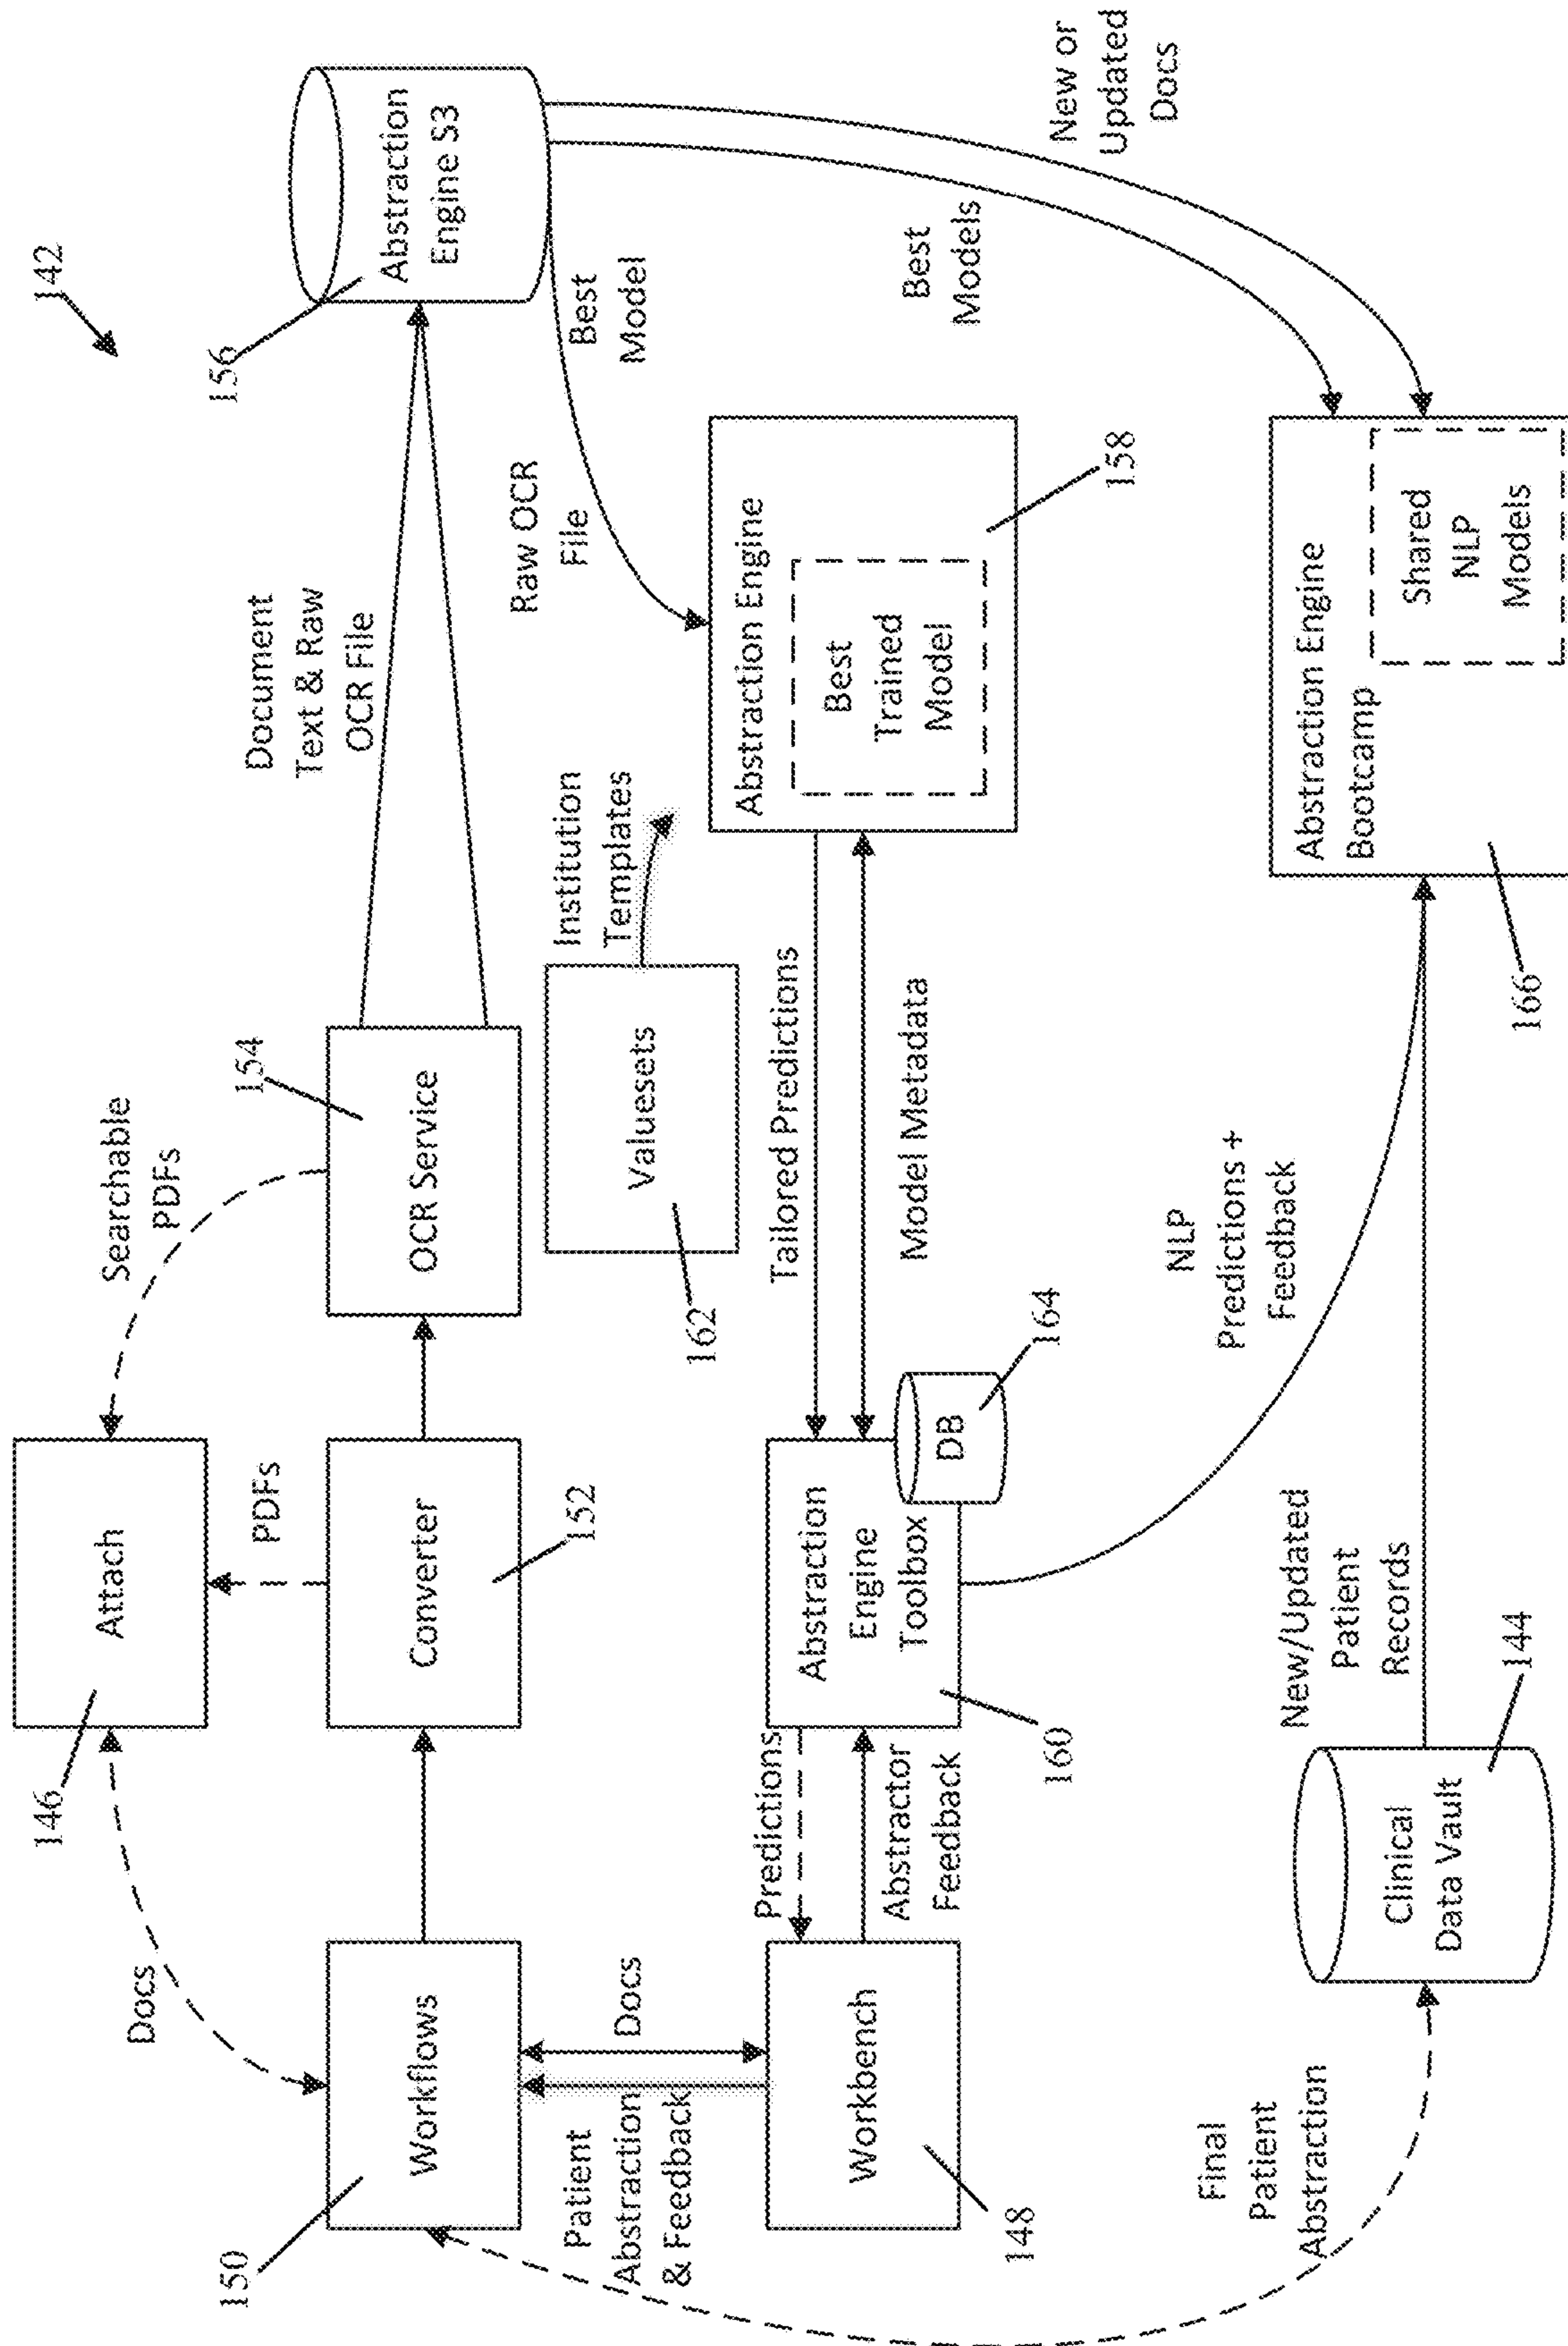 142
146
Attach
Docs
PDFs
Searchable
PDFs
150
Workflows
Converter
152
154
OCR Service
Document
Text & Raw
OCR File
156
Abstraction
Engine S3
Patient
Abstraction
& Feedback
Docs
162
Valuesets
Institution
Templates
Raw OCR
File
Best
Model
Workbench
148
Predictions
Abstractor
Feedback
Abstraction
Engine
Toolbox
160
DB
164
Tailored Predictions
Model Metadata
Abstraction Engine
Best
Trained
Model
158
Best
Models
New or
Updated
Docs
Final
Patient
Abstraction
Clinical
Data Vault
144
New/Updated
Patient
Records
NLP
Predictions +
Feedback
Abstraction Engine
Bootcamp
Shared
NLP
Models
166